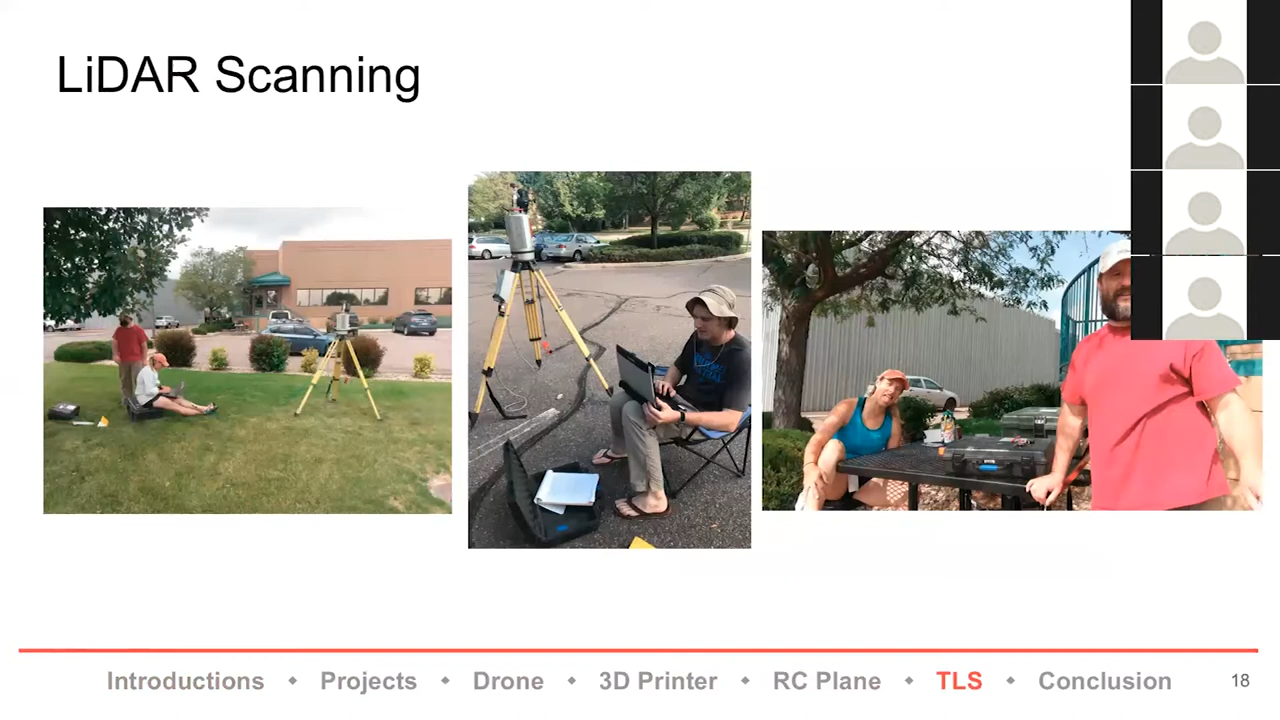 LiDAR Scanning
Introductions ◆ Projects ◆ Drone ◆ 3D Printer ◆ RC Plane ◆ TLS ◆ Conclusion 18